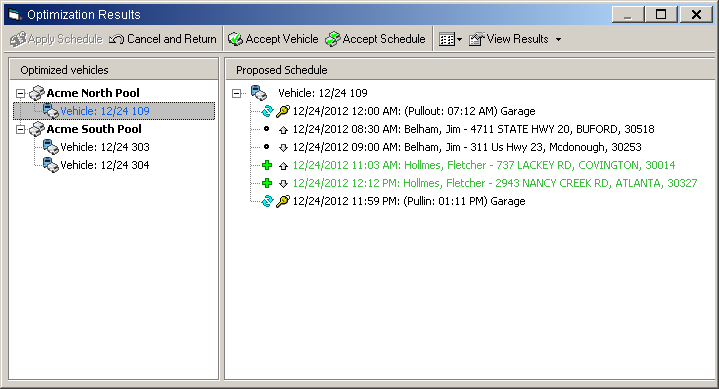 Optimization Results
Apply Schedule Cancel and Return Accept Vehicle Accept Schedule View Results
Optimized vehicles
Acme North Pool
Vehicle: 12/24 109
Acme South Pool
Vehicle: 12/24 303
Vehicle: 12/24 304
Proposed Schedule
Vehicle: 12/24 109
12/24/2012 12:00 AM: (Pullout: 07:12 AM) Garage
12/24/2012 08:30 AM: Belham, Jim - 4711 STATE HWY 20, BUFORD, 30518
12/24/2012 09:00 AM: Belham, Jim - 311 Us Hwy 23, Mcdonough, 30253
12/24/2012 11:03 AM: Hollmes, Fletcher - 737 LACKEY RD, COVINGTON, 30014
12/24/2012 12:12 PM: Hollmes, Fletcher - 2943 NANCY CREEK RD, ATLANTA, 30327
12/24/2012 11:59 PM: (Pullin: 01:11 PM) Garage